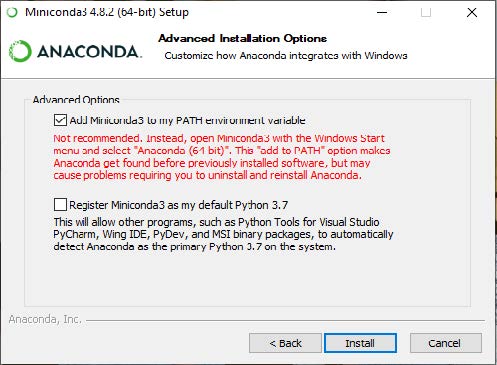 Miniconda3 4.8.2 (64-bit) Setup
ANACONDA.
Advanced Installation Options
Customize how Anaconda integrates with Windows
Advanced Options
Add Miniconda3 to my PATH environment variable
Not recommended. Instead, open Miniconda3 with the Windows Start
menu and select "Anaconda (64-bit)". This "add to PATH" option makes
Anaconda get found before previously installed software, but may
cause problems requiring you to uninstall and reinstall Anaconda.
Register Miniconda3 as my default Python 3.7
This will allow other programs, such as Python Tools for Visual Studio
PyCharm, Wing IDE, PyDev, and MSI binary packages, to automatically
detect Anaconda as the primary Python 3.7 on the system.
Anaconda, Inc.
< Back
Install
Cancel